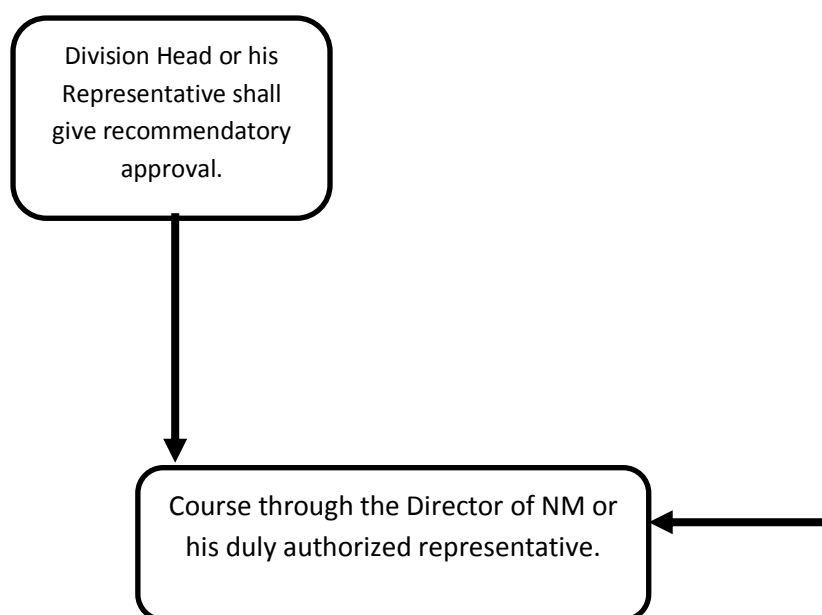 Division Head or his
Representative shall
give recommendatory
approval.
Course through the Director of NM or
his duly authorized representative.